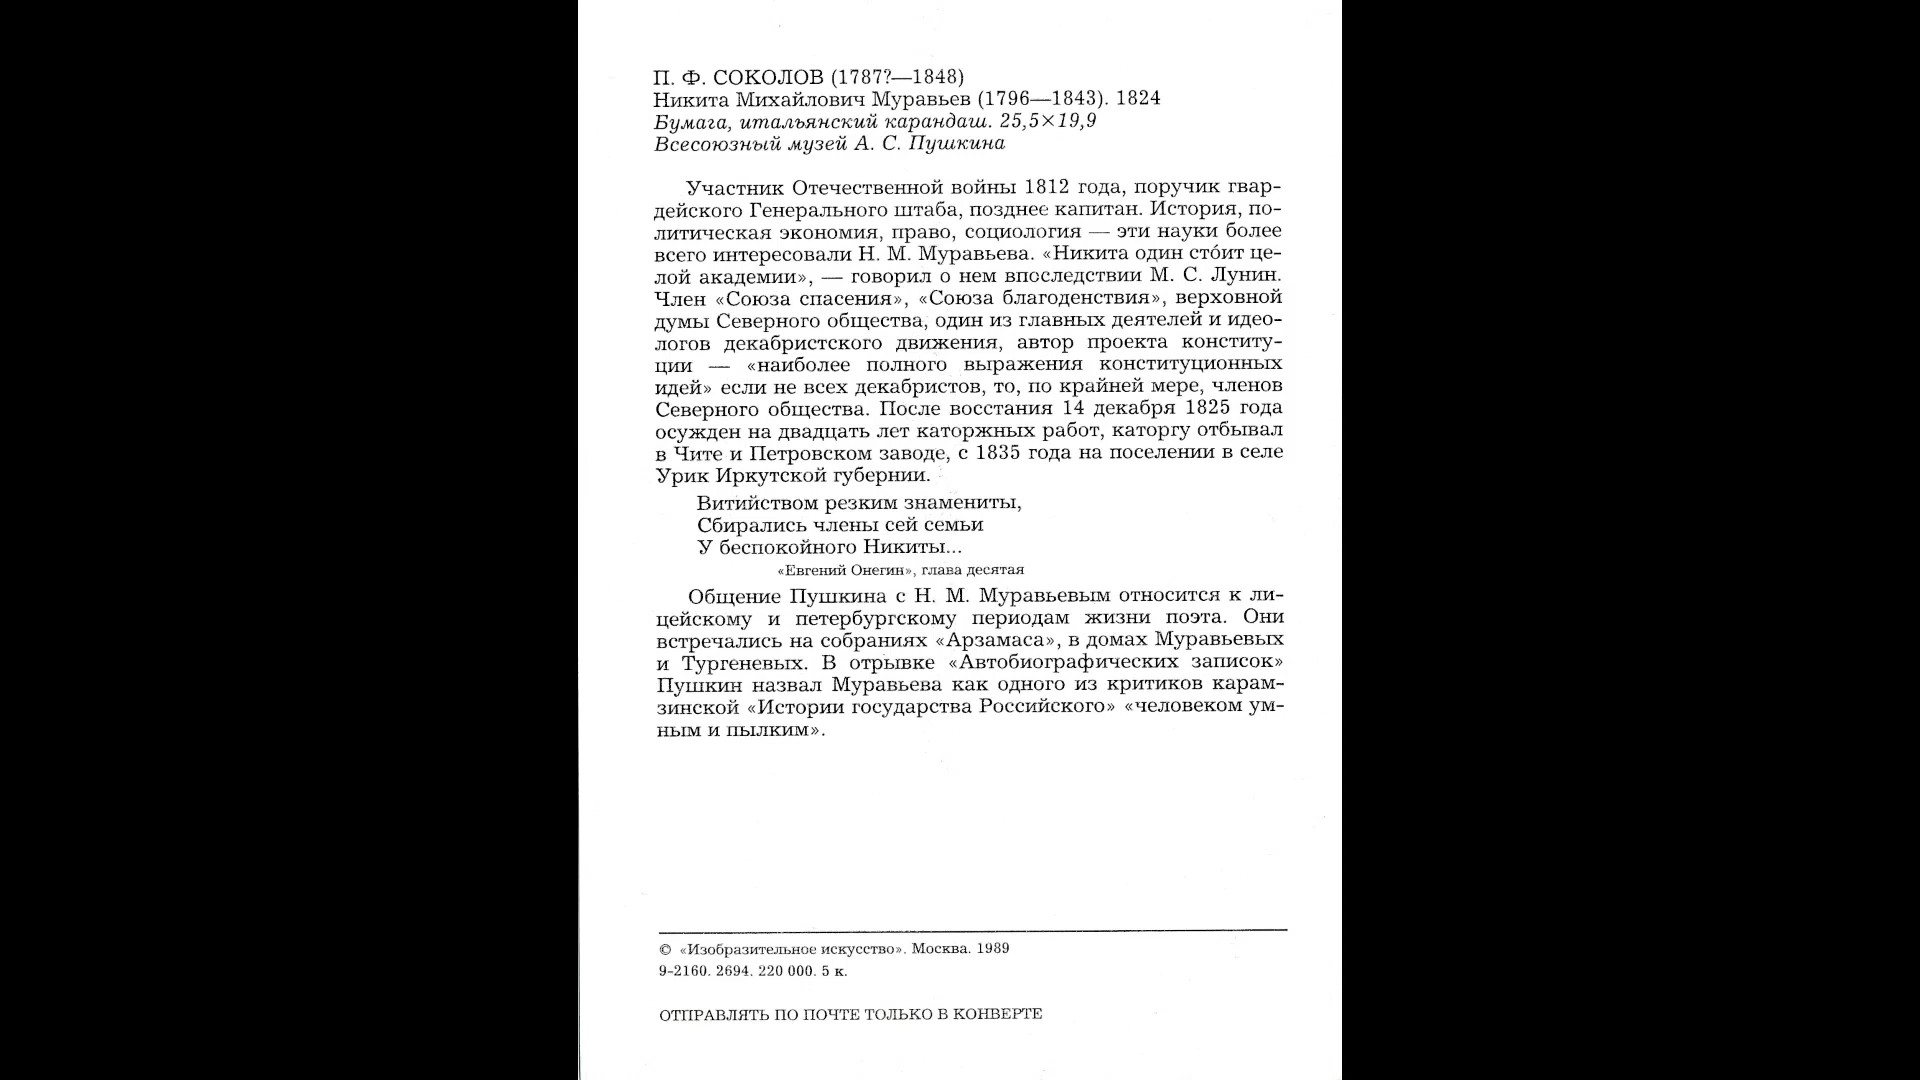 П. Ф. СОКОЛОВ (1787?—1848)
Никита Михайлович Муравьев (1796—1843). 1824
Бумага, итальянский карандаш. 25,5×19,9
Всесоюзный музей А. С. Пушкина
Участник Отечественной войны 1812 года, поручик гвар-
дейского Генерального штаба, позднее капитан. История, по-
литическая экономия, право, социология — эти науки более
всего интересовали Н. М. Муравьева. «Никита один стóит це-
лой академии», — говорил о нем впоследствии М. С. Лунин.
Член «Союза спасения», «Союза благоденствия», верховной
думы Северного общества, один из главных деятелей и идео-
логов декабристского движения, автор проекта конститу-
ции — «наиболее полного выражения конституционных
идей» если не всех декабристов, то, по крайней мере, членов
Северного общества. После восстания 14 декабря 1825 года
осужден на двадцать лет каторжных работ, каторгу отбывал
в Чите и Петровском заводе, с 1835 года на поселении в селе
Урик Иркутской губернии.
Витийством резким знамениты,
Сбирались члены сей семьи
У беспокойного Никиты...
«Евгений Онегин», глава десятая
Общение Пушкина с Н. М. Муравьевым относится к ли-
цейскому и петербургскому периодам жизни поэта. Они
встречались на собраниях «Арзамаса», в домах Муравьевых
и Тургеневых. В отрывке «Автобиографических записок»
Пушкин назвал Муравьева как одного из критиков карам-
зинской «Истории государства Российского» «человеком ум-
ным и пылким».
© «Изобразительное искусство». Москва. 1989
9-2160. 2694. 220 000. 5 к.
ОТПРАВЛЯТЬ ПО ПОЧТЕ ТОЛЬКО В КОНВЕРТЕ